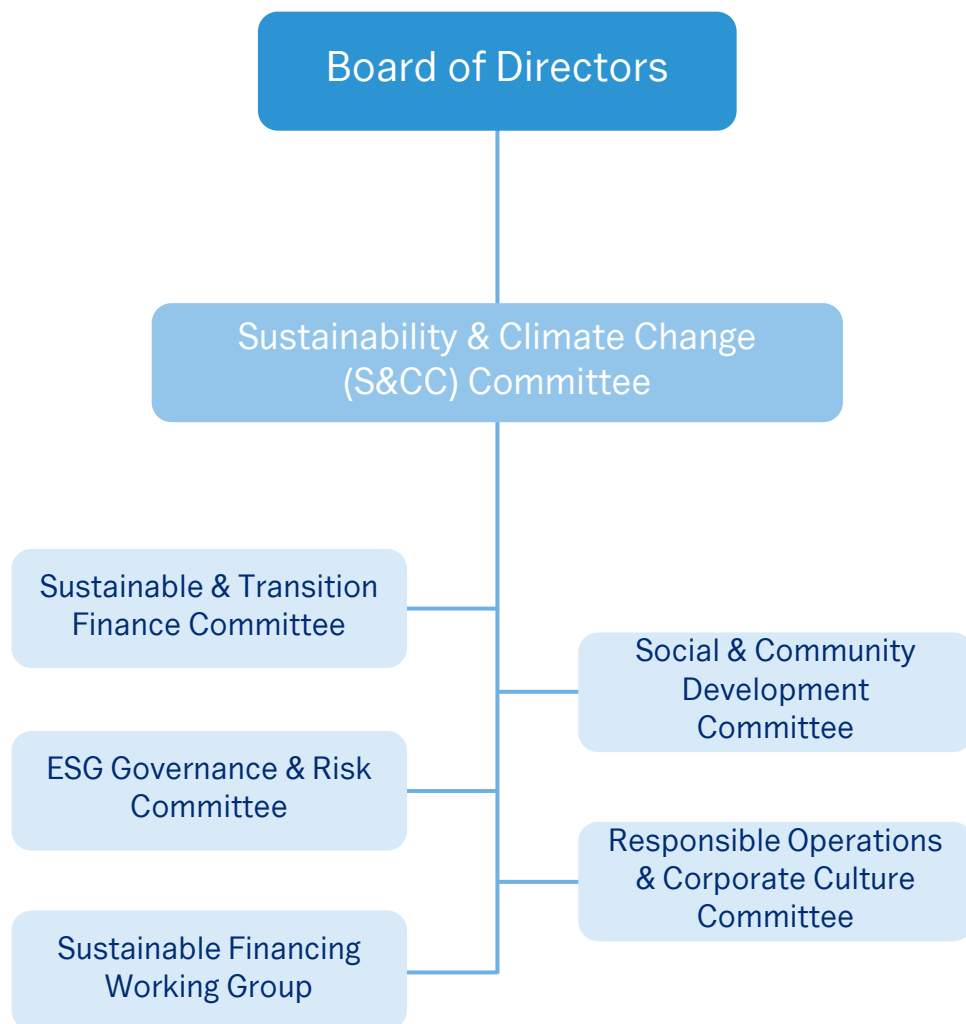 Board of Directors
Sustainability & Climate Change
(S&CC) Committee
Sustainable & Transition
Finance Committee
Social & Community
Development
Committee
ESG Governance & Risk
Committee
Responsible Operations
& Corporate Culture
Committee
Sustainable Financing
Working Group